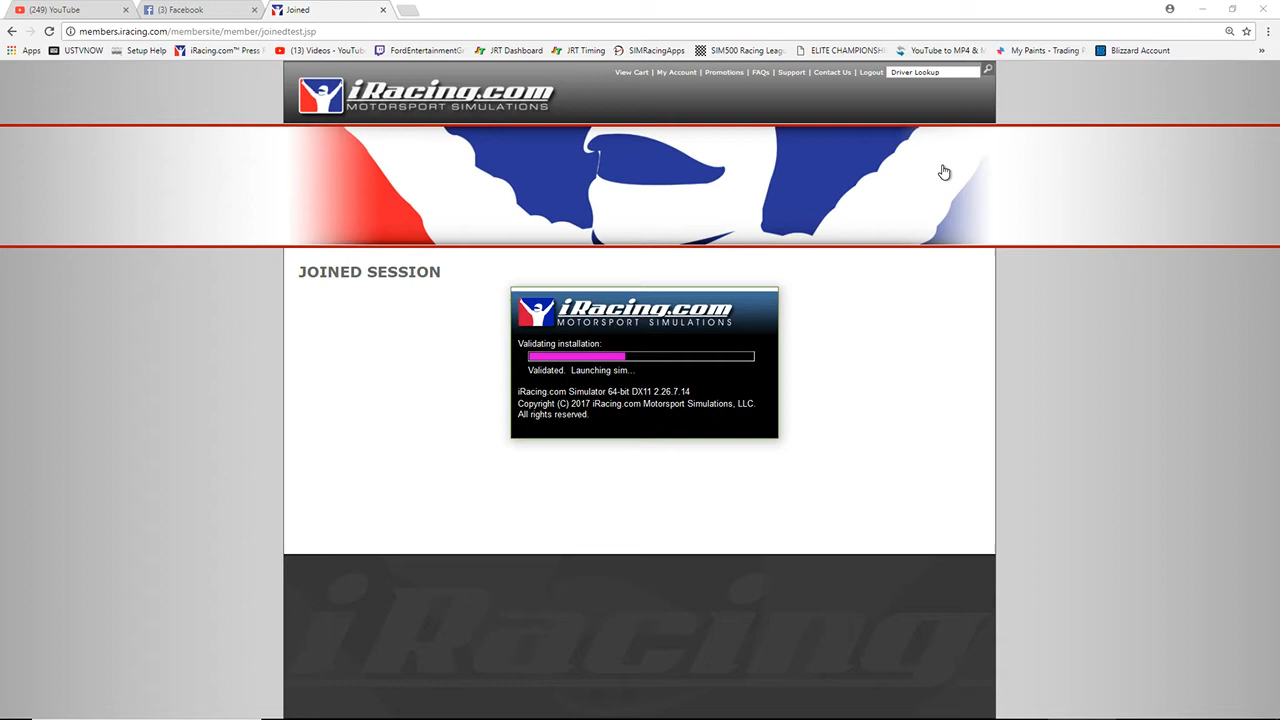 (249) YouTube
(3) Facebook
Joined
members.iracing.com/membersite/member/joinedtest.jsp
Apps
USTVNOW
Setup Help
iRacing.com™ Press F
(13) Videos - YouTub
FordEntertainmentG
JRT Dashboard
JRT Timing
SIMRacingApps
SIM500 Racing Leag
LITE CHAMPIONSH
YouTube to MP4 & M
My Paints - Trading P
Blizzard Account
»
View Cart | My Account | Promotions | FAQs | Support | Contact Us | Logout
Driver Lookup
iRacing.com
MOTORSPORT SIMULATIONS
JOINED SESSION
iRacing.com
MOTORSPORT SIMULATIONS
Validating installation:
Validated. Launching sim...
iRacing.com Simulator 64-bit DX11 2.26.7.14
Copyright (C) 2017 iRacing.com Motorsport Simulations, LLC.
All rights reserved.
iRacing